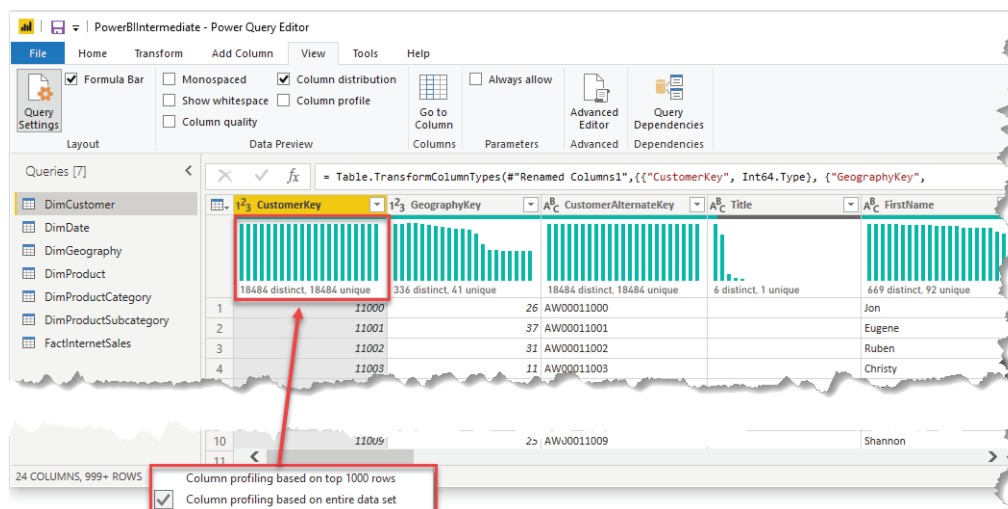 PowerBIIntermediate - Power Query Editor
File Home Transform Add Column View Tools Help
Query Settings
Formula Bar
Layout
Monospaced
Show whitespace
Column quality
Column distribution
Column profile
Data Preview
Go to Column
Columns
Always allow
Parameters
Advanced Editor
Advanced
Query Dependencies
Dependencies
Queries [7]
fx = Table.TransformColumnTypes(#"Renamed Columns1",{{"CustomerKey", Int64.Type}, {"GeographyKey",
DimCustomer
DimDate
DimGeography
DimProduct
DimProductCategory
DimProductSubcategory
FactInternetSales
123 CustomerKey 123 GeographyKey ABC CustomerAlternateKey ABC Title ABC FirstName
18484 distinct, 18484 unique 336 distinct, 41 unique 18484 distinct, 18484 unique 6 distinct, 1 unique 669 distinct, 92 unique
1 11000 26 AW00011000 Jon
2 11001 37 AW00011001 Eugene
3 11002 31 AW00011002 Ruben
4 11003 11 AW00011003 Christy
10 11009 25 AW00011009 Shannon
11
24 COLUMNS, 999+ ROWS
Column profiling based on top 1000 rows
Column profiling based on entire data set